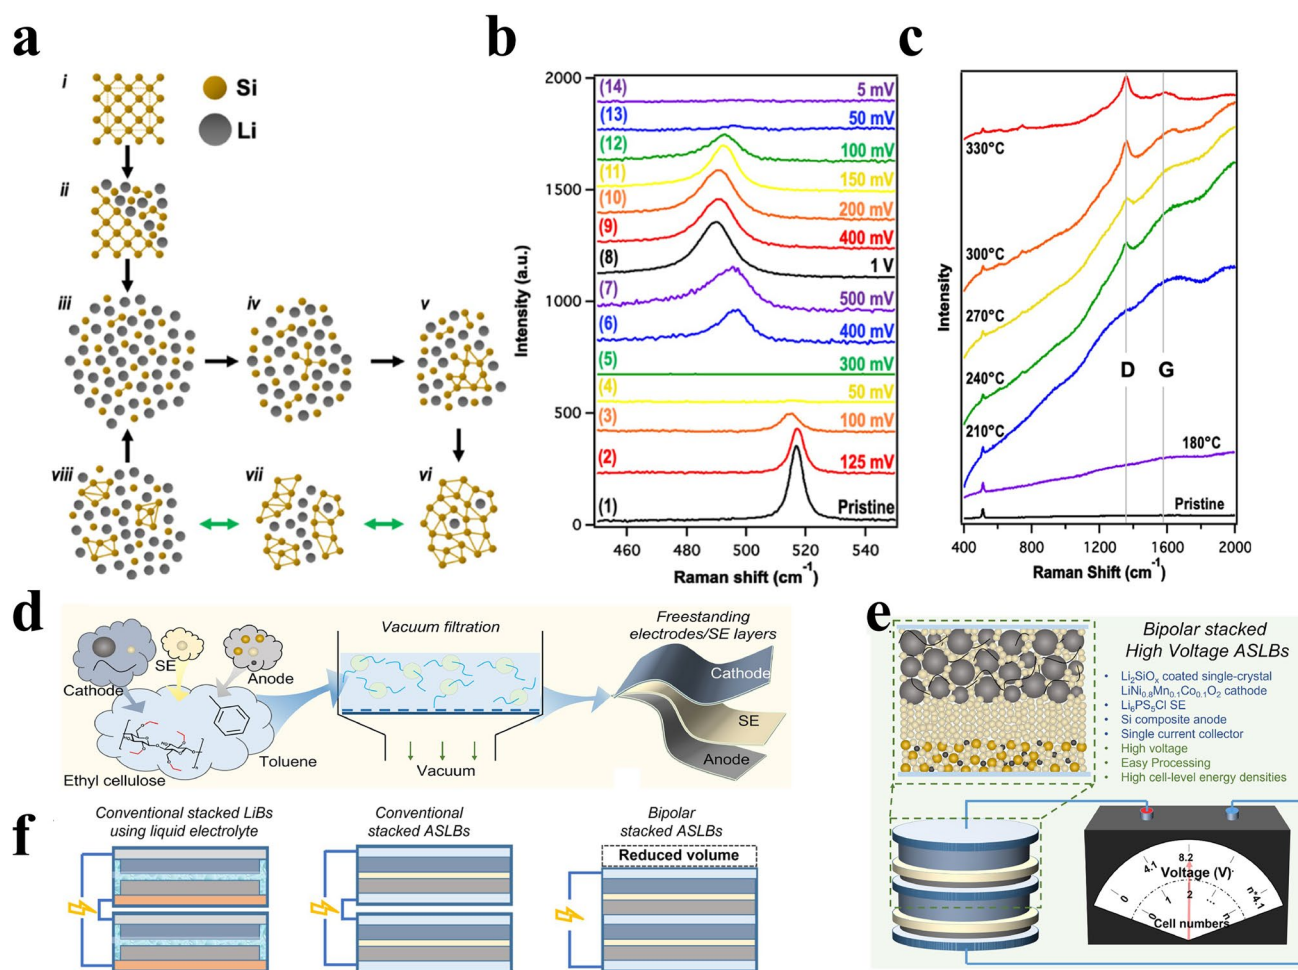 a
i
Si
Li
ii
iii
iv
v
viii
vii
vi
b
2000
1500
1000
500
0
Intensity (a.u.)
(14) 5 mV
(13) 50 mV
(12) 100 mV
(11) 150 mV
(10) 200 mV
(9) 400 mV
(8) 1 V
(7) 500 mV
(6) 400 mV
(5) 300 mV
(4) 50 mV
(3) 100 mV
(2) 125 mV
(1) Pristine
460 480 500 520 540
Raman shift (cm-1)
c
Intensity
330°C
300°C
270°C
240°C
210°C
180°C
Pristine
D G
400 800 1200 1600 2000
Raman Shift (cm-1)
d
Cathode
SE
Anode
Ethyl cellulose
Toluene
Vacuum filtration
Vacuum
Freestanding
electrodes/SE layers
Cathode
SE
Anode
e
Bipolar stacked
High Voltage ASLBs
• Li2SiOx coated single-crystal
LiNi0.8Mn0.1Co0.1O2 cathode
• Li6PS5Cl SE
• Si composite anode
• Single current collector
• High voltage
• Easy Processing
• High cell-level energy densities
0 4.1 8.2 n*4.1
Voltage (V)
0 1 2 ... n
Cell numbers
f
Conventional stacked LiBs
using liquid electrolyte
Conventional
stacked ASLBs
Bipolar
stacked ASLBs
Reduced volume